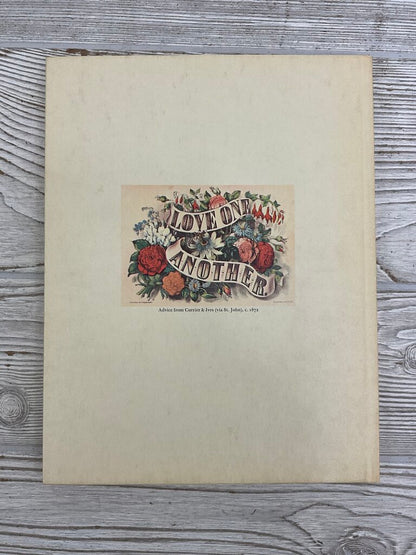 LOVE ONE
ANOTHER
Advice from Currier & Ives (via St. John), c. 1872